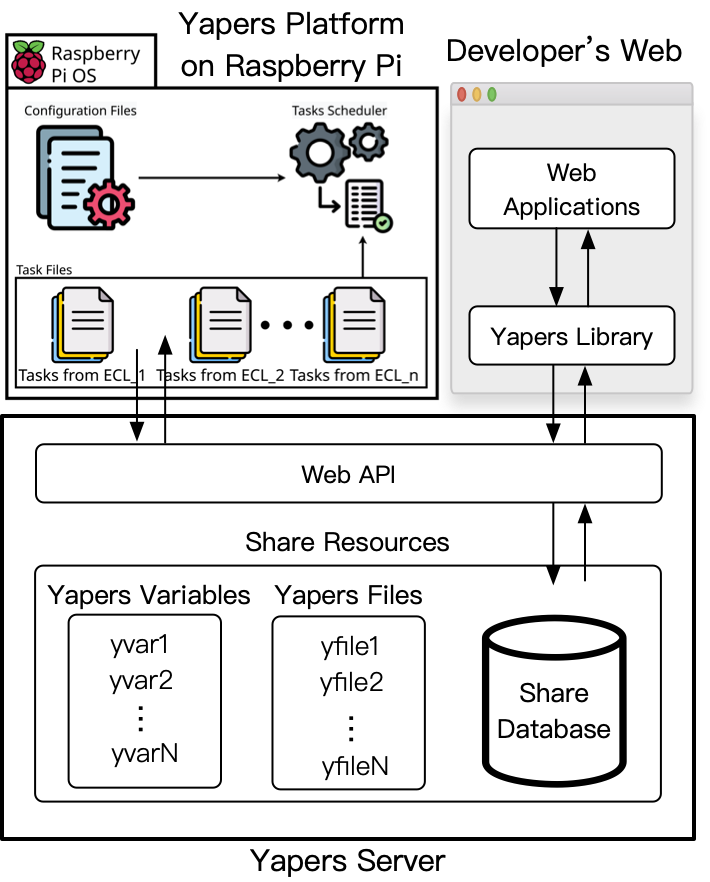 Yapers Platform
on Raspberry Pi
Developer's Web
Raspberry
Pi OS
Configuration Files
Tasks Scheduler
Web
Applications
Task Files
Yapers Library
Tasks from ECL_1
Tasks from ECL_2
Tasks from ECL_n
Web API
Share Resources
Yapers Variables
Yapers Files
yvar1
yvar2
yvarN
yfile1
yfile2
yfileN
Share
Database
Yapers Server